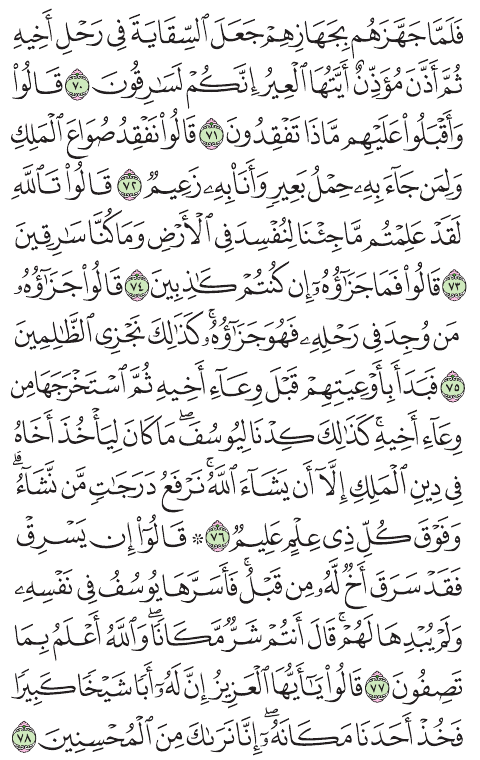 فَلَمَّا جَهَّزَهُم بِجَهَازِهِمْ جَعَلَ ٱلسِّقَايَةَ فِى رَحْلِ أَخِيهِ
ثُمَّ أَذَّنَ مُؤَذِّنٌ أَيَّتُهَا ٱلْعِيرُ إِنَّكُمْ لَسَٰرِقُونَ ٧٠ قَالُوا۟
وَأَقْبَلُوا۟ عَلَيْهِم مَّاذَا تَفْقِدُونَ ٧١ قَالُوا۟ نَفْقِدُ صُوَاعَ ٱلْمَلِكِ
وَلِمَن جَآءَ بِهِۦ حِمْلُ بَعِيرٍ وَأَنَا۠ بِهِۦ زَعِيمٌ ٧٢ قَالُوا۟ تَٱللَّهِ
لَقَدْ عَلِمْتُم مَّا جِئْنَا لِنُفْسِدَ فِى ٱلْأَرْضِ وَمَا كُنَّا سَٰرِقِينَ
٧٣ قَالُوا۟ فَمَا جَزَٰٓؤُهُۥٓ إِن كُنتُمْ كَٰذِبِينَ ٧٤ قَالُوا۟ جَزَٰٓؤُهُۥ
مَن وُجِدَ فِى رَحْلِهِۦ فَهُوَ جَزَٰٓؤُهُۥ ۚ كَذَٰلِكَ نَجْزِى ٱلظَّٰلِمِينَ
٧٥ فَبَدَأَ بِأَوْعِيَتِهِمْ قَبْلَ وِعَآءِ أَخِيهِ ثُمَّ ٱسْتَخْرَجَهَا مِن
وِعَآءِ أَخِيهِ ۚ كَذَٰلِكَ كِدْنَا لِيُوسُفَ ۖ مَا كَانَ لِيَأْخُذَ أَخَاهُ
فِى دِينِ ٱلْمَلِكِ إِلَّآ أَن يَشَآءَ ٱللَّهُ ۚ نَرْفَعُ دَرَجَٰتٍ مَّن نَّشَآءُ ۗ
وَفَوْقَ كُلِّ ذِى عِلْمٍ عَلِيمٌ ٧٦ ۞ قَالُوٓا۟ إِن يَسْرِقْ
فَقَدْ سَرَقَ أَخٌ لَّهُۥ مِن قَبْلُ ۚ فَأَسَرَّهَا يُوسُفُ فِى نَفْسِهِۦ
وَلَمْ يُبْدِهَا لَهُمْ ۚ قَالَ أَنتُمْ شَرٌّ مَّكَانًا ۖ وَٱللَّهُ أَعْلَمُ بِمَا
تَصِفُونَ ٧٧ قَالُوا۟ يَٰٓأَيُّهَا ٱلْعَزِيزُ إِنَّ لَهُۥٓ أَبًا شَيْخًا كَبِيرًا
فَخُذْ أَحَدَنَا مَكَانَهُۥٓ ۖ إِنَّا نَرَىٰكَ مِنَ ٱلْمُحْسِنِينَ ٧٨